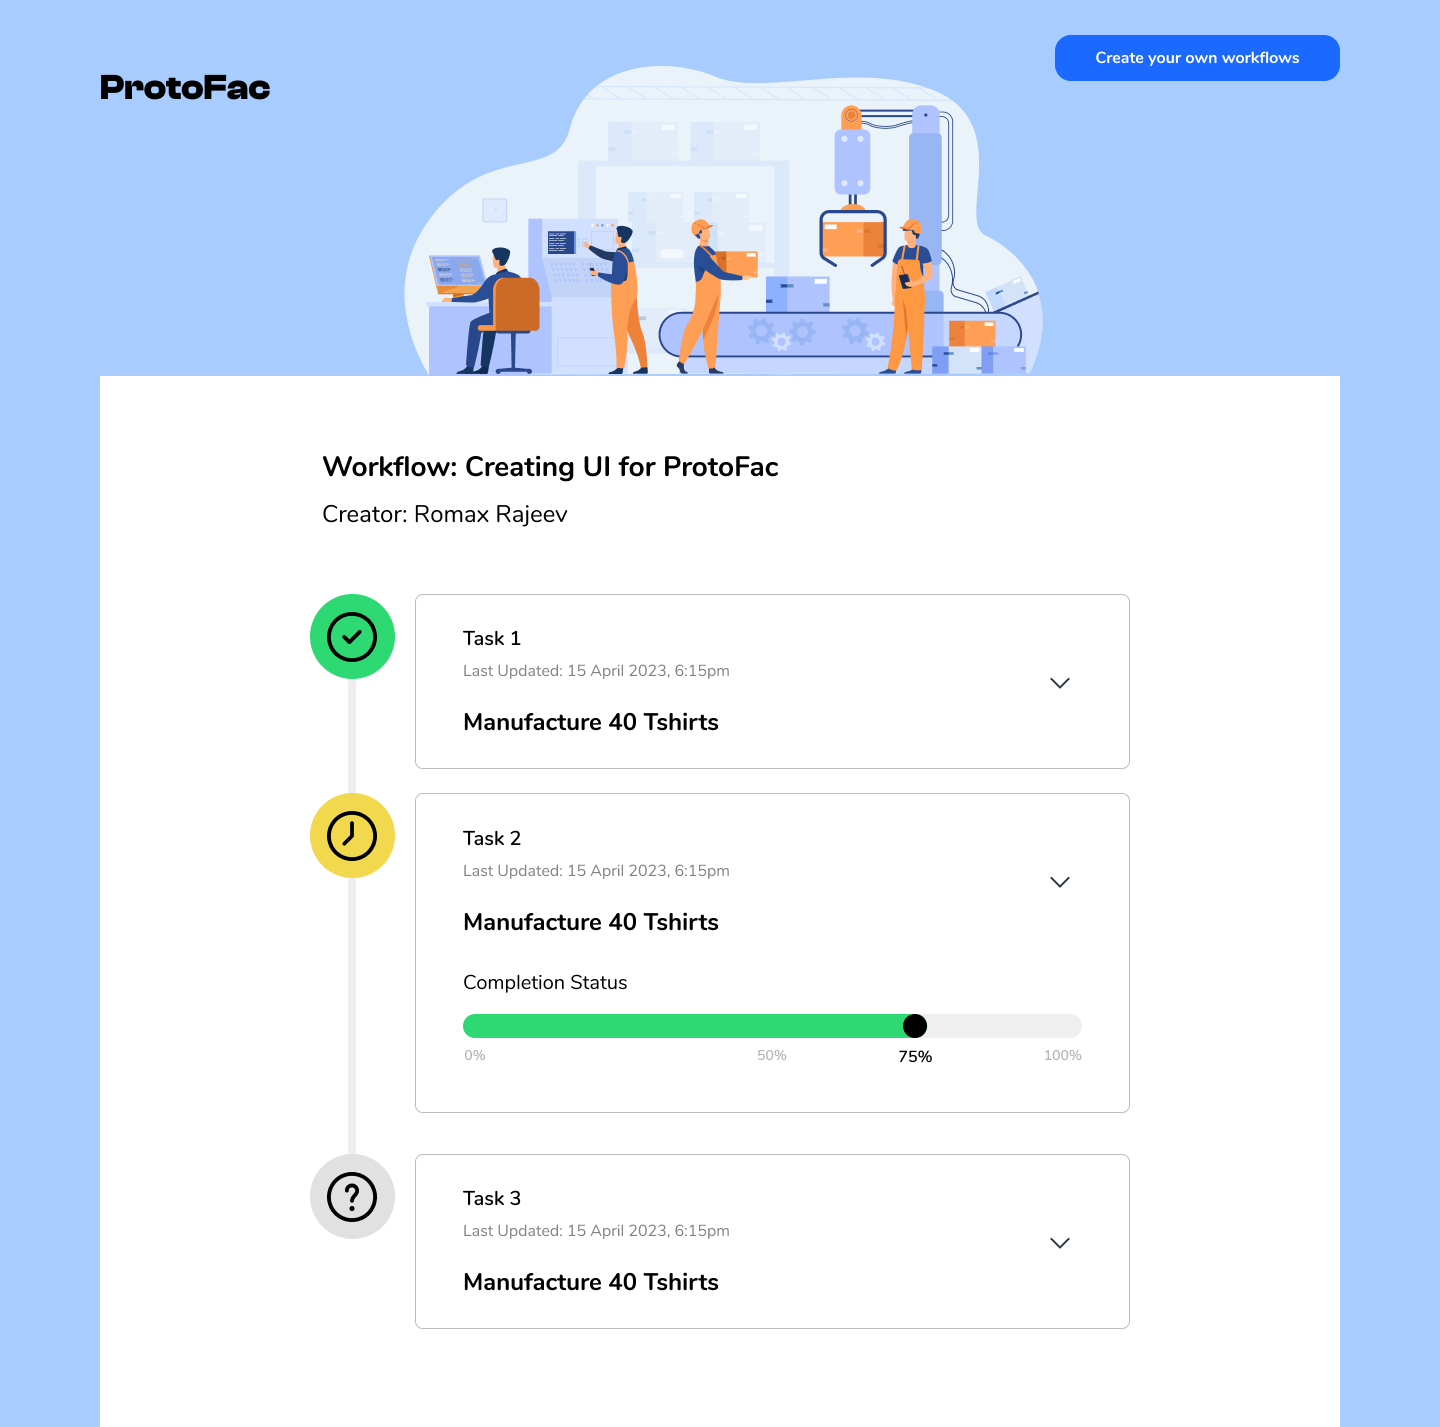 ProtoFac
Create your own workflows
Workflow: Creating UI for ProtoFac
Creator: Romax Rajeev
Task 1
Last Updated: 15 April 2023, 6:15pm
Manufacture 40 Tshirts
Task 2
Last Updated: 15 April 2023, 6:15pm
Manufacture 40 Tshirts
Completion Status
0% 50% 75% 100%
Task 3
Last Updated: 15 April 2023, 6:15pm
Manufacture 40 Tshirts